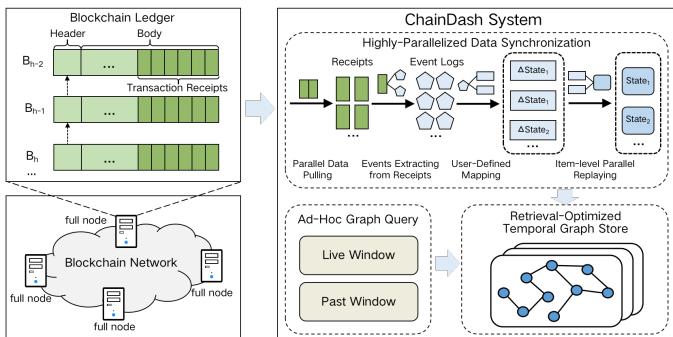 Blockchain Ledger
Header
Body
B_{h-2}
...
Transaction Receipts
B_{h-1}
...
B_h
...
...
full node
full node
Blockchain Network
full node
full node
ChainDash System
Highly-Parallelized Data Synchronization
Receipts
Event Logs
ΔState₁
State₁
ΔState₁
State₂
ΔState₂
...
...
...
...
Parallel Data
Pulling
Events Extracting
from Receipts
User-Defined
Mapping
Item-level Parallel
Replaying
Ad-Hoc Graph Query
Live Window
Past Window
Retrieval-Optimized
Temporal Graph Store